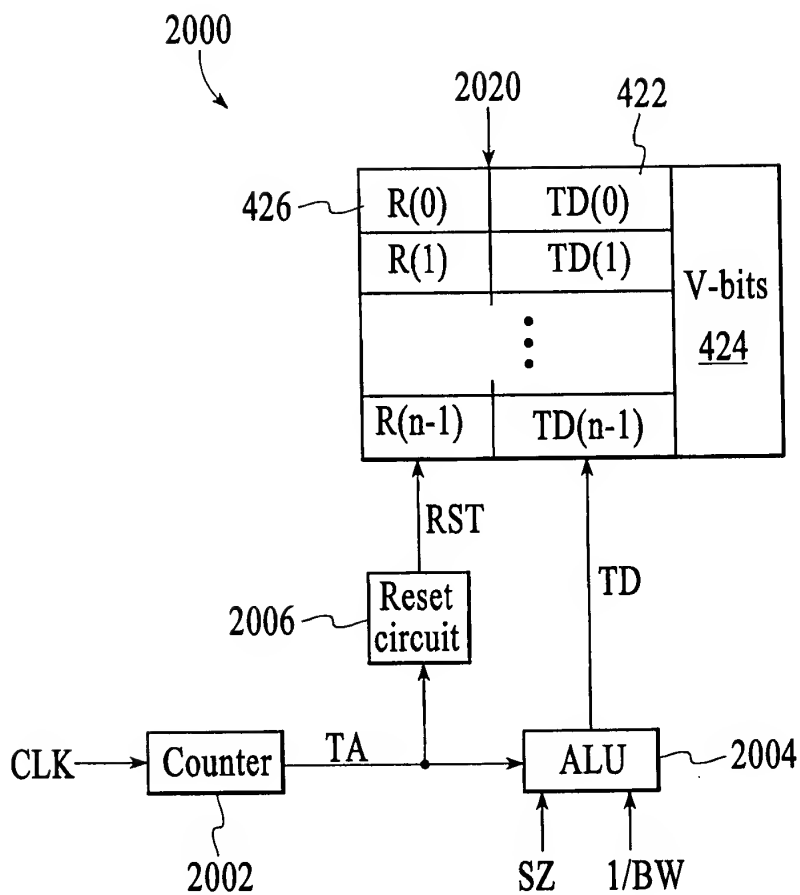 2000
2020
422
426
R(0) TD(0)
R(1) TD(1)
V-bits
424
R(n-1) TD(n-1)
RST
TD
2006
Reset
circuit
CLK
Counter
TA
ALU
2004
2002
SZ
1/BW